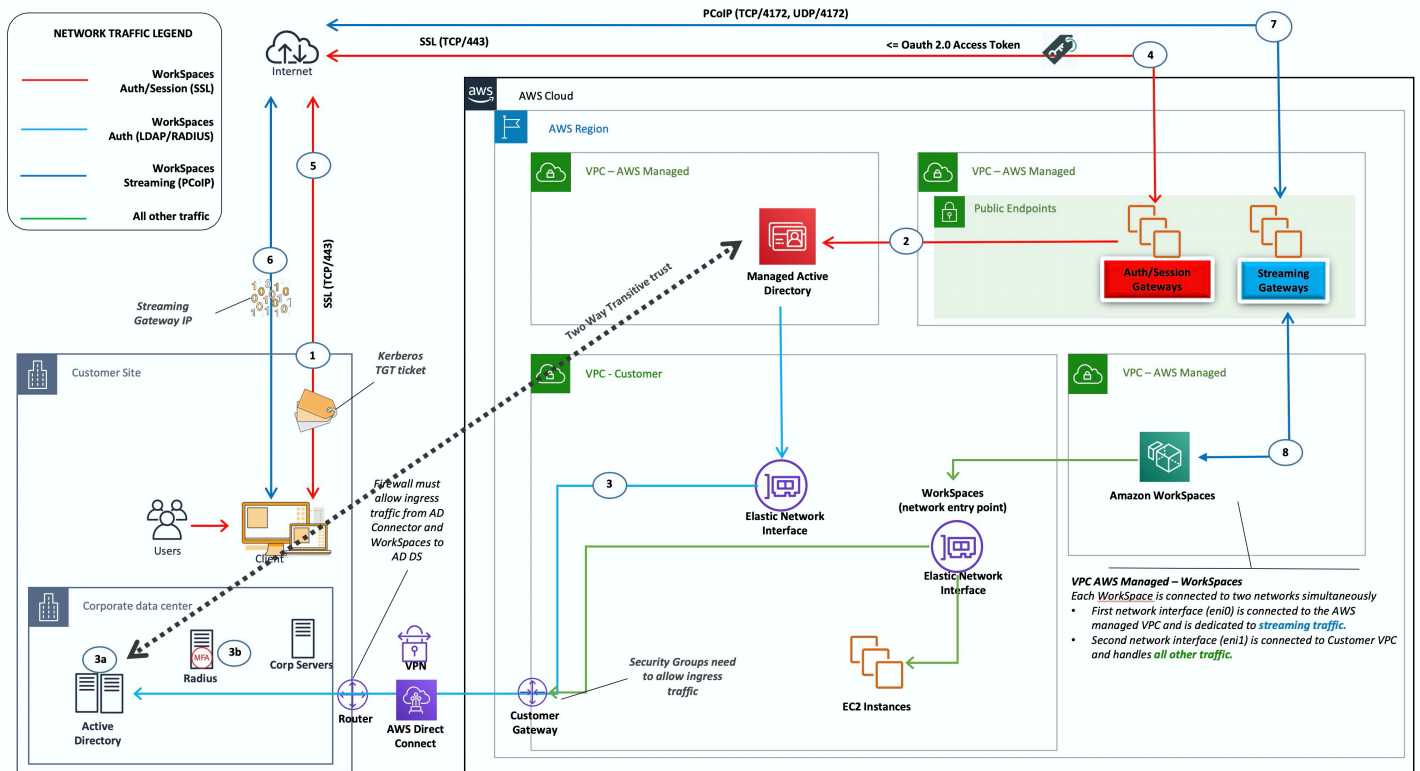 NETWORK TRAFFIC LEGEND
WorkSpaces
Auth/Session (SSL)
WorkSpaces
Auth (LDAP/RADIUS)
WorkSpaces
Streaming (PCoIP)
All other traffic
Internet
PCoIP (TCP/4172, UDP/4172)
7
SSL (TCP/443)
<= Oauth 2.0 Access Token
4
5
6
SSL (TCP/443)
Streaming
Gateway IP
1
Kerberos
TGT ticket
aws
AWS Cloud
AWS Region
VPC – AWS Managed
Managed Active
Directory
2
VPC – AWS Managed
Public Endpoints
Auth/Session
Gateways
Streaming
Gateways
Two Way Transitive trust
Customer Site
Users
Client
Firewall must
allow ingress
traffic from AD
Connector and
WorkSpaces to
AD DS
Corporate data center
3a
MFA
3b
Radius
Corp Servers
Active
Directory
Router
VPN
AWS Direct
Connect
Customer
Gateway
VPC - Customer
3
Elastic Network
Interface
WorkSpaces
(network entry point)
Elastic Network
Interface
Security Groups need
to allow ingress
traffic
EC2 Instances
VPC – AWS Managed
8
Amazon WorkSpaces
VPC AWS Managed – WorkSpaces
Each WorkSpace is connected to two networks simultaneously
• First network interface (eni0) is connected to the AWS
managed VPC and is dedicated to streaming traffic.
• Second network interface (eni1) is connected to Customer VPC
and handles all other traffic.